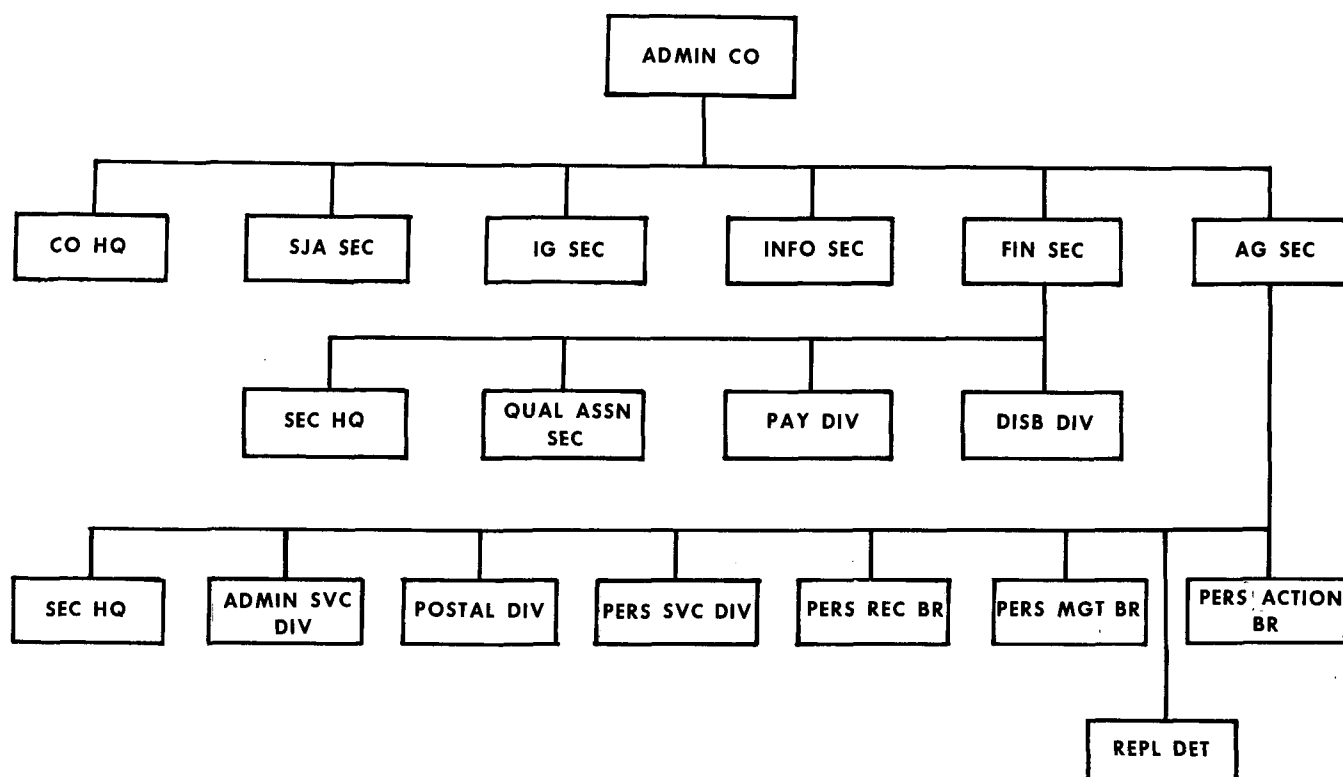 ADMIN CO
CO HQ
SJA SEC
IG SEC
INFO SEC
FIN SEC
AG SEC
SEC HQ
QUAL ASSN
SEC
PAY DIV
DISB DIV
SEC HQ
ADMIN SVC
DIV
POSTAL DIV
PERS SVC DIV
PERS REC BR
PERS MGT BR
PERS ACTION
BR
REPL DET